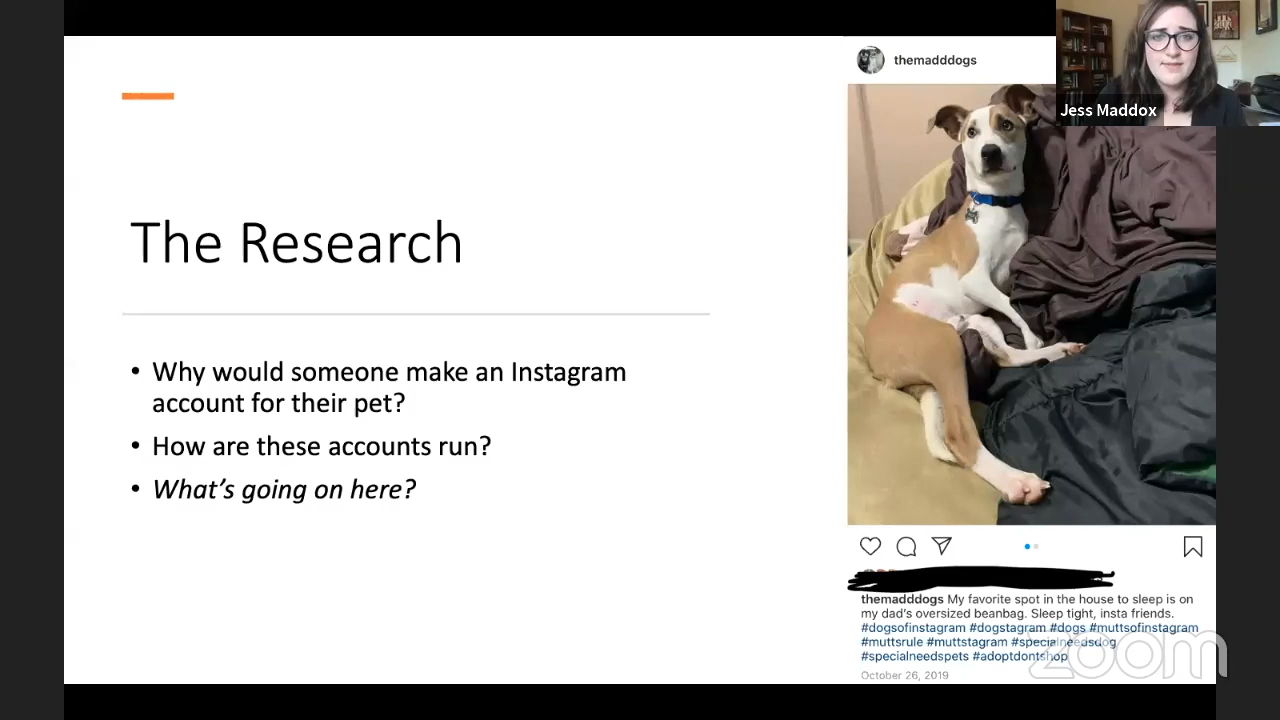 themadddogs
Jess Maddox
The Research
• Why would someone make an Instagram
account for their pet?
• How are these accounts run?
• What's going on here?
themadddogs My favorite spot in the house to sleep is on
my dad's oversized beanbag. Sleep tight, insta friends.
#dogsofinstagram #dogstagram #dogs #muttsofinstagram
#muttsrule #muttstagram #specialneedsdog
#specialneedspets #adoptdontshop
October 26, 2019
zoom